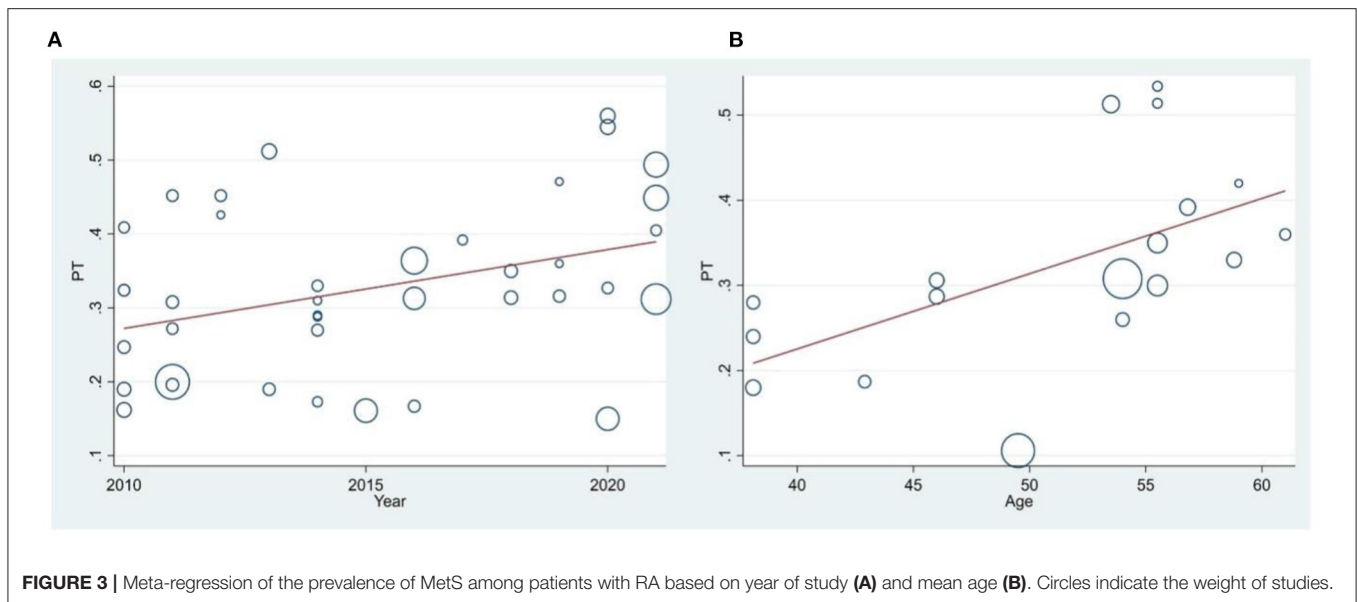 A
B
.6
.5
.4
.3
.2
.1
PT
2010
2015
2020
Year
.5
.4
.3
.2
.1
PT
40
45
50
55
60
Age
FIGURE 3 | Meta-regression of the prevalence of MetS among patients with RA based on year of study (A) and mean age (B). Circles indicate the weight of studies.